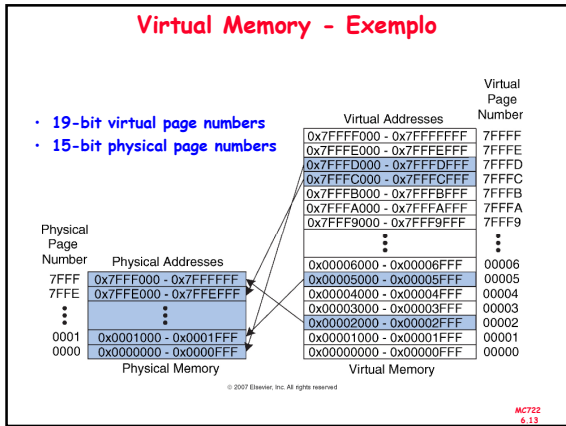 Virtual Memory - Exemplo
• 19-bit virtual page numbers
• 15-bit physical page numbers
Virtual
Page
Number
Virtual Addresses
0x7FFFF000 - 0x7FFFFFFF 7FFFF
0x7FFFE000 - 0x7FFFEFFF 7FFFE
0x7FFFD000 - 0x7FFFDFFF 7FFFD
0x7FFFC000 - 0x7FFFCFFF 7FFFC
0x7FFFB000 - 0x7FFFBFFF 7FFFB
0x7FFFA000 - 0x7FFFAFFF 7FFFA
0x7FFF9000 - 0x7FFF9FFF 7FFF9
0x00006000 - 0x00006FFF 00006
0x00005000 - 0x00005FFF 00005
0x00004000 - 0x00004FFF 00004
0x00003000 - 0x00003FFF 00003
0x00002000 - 0x00002FFF 00002
0x00001000 - 0x00001FFF 00001
0x00000000 - 0x00000FFF 00000
Virtual Memory
Physical
Page
Number
Physical Addresses
7FFF 0x7FFF000 - 0x7FFFFFF
7FFE 0x7FFE000 - 0x7FFEFFF
0001 0x0001000 - 0x0001FFF
0000 0x0000000 - 0x0000FFF
Physical Memory
© 2007 Elsevier, Inc. All rights reserved
MC722
6.13